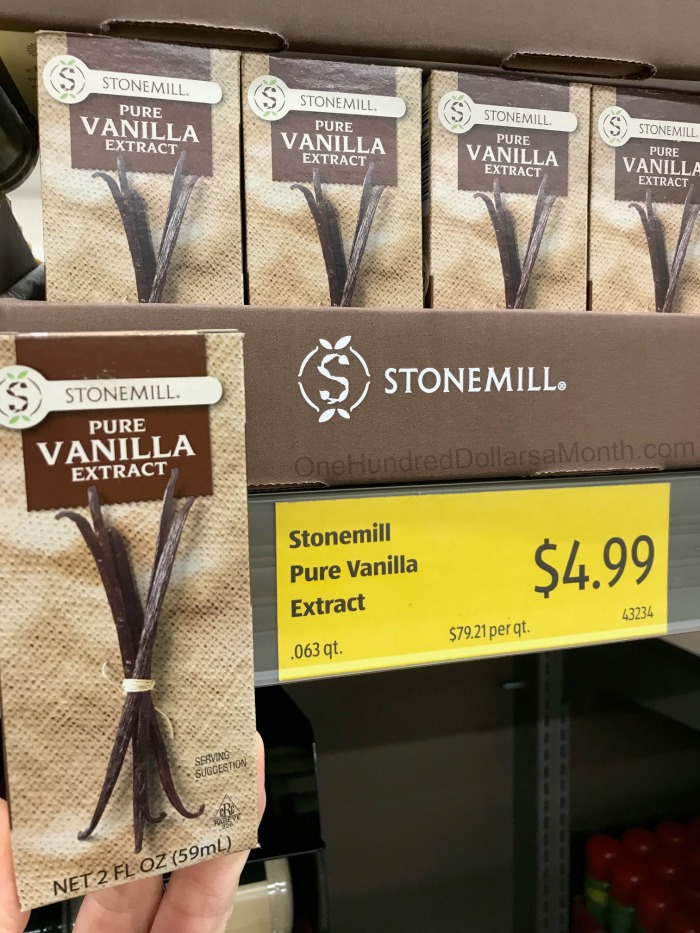 STONEMILL.
PURE
VANILLA
EXTRACT
STONEMILL.
PURE
VANILLA
EXTRACT
STONEMILL.
PURE
VANILLA
EXTRACT
STONEMILL.
PURE
VANILLA
EXTRACT
STONEMILL®
OneHundredDollarsaMonth.com
STONEMILL.
PURE
VANILLA
EXTRACT
SERVING
SUGGESTION
NET 2 FL OZ (59mL)
Stonemill
Pure Vanilla
Extract
$4.99
.063 qt.
$79.21 per qt.
43234